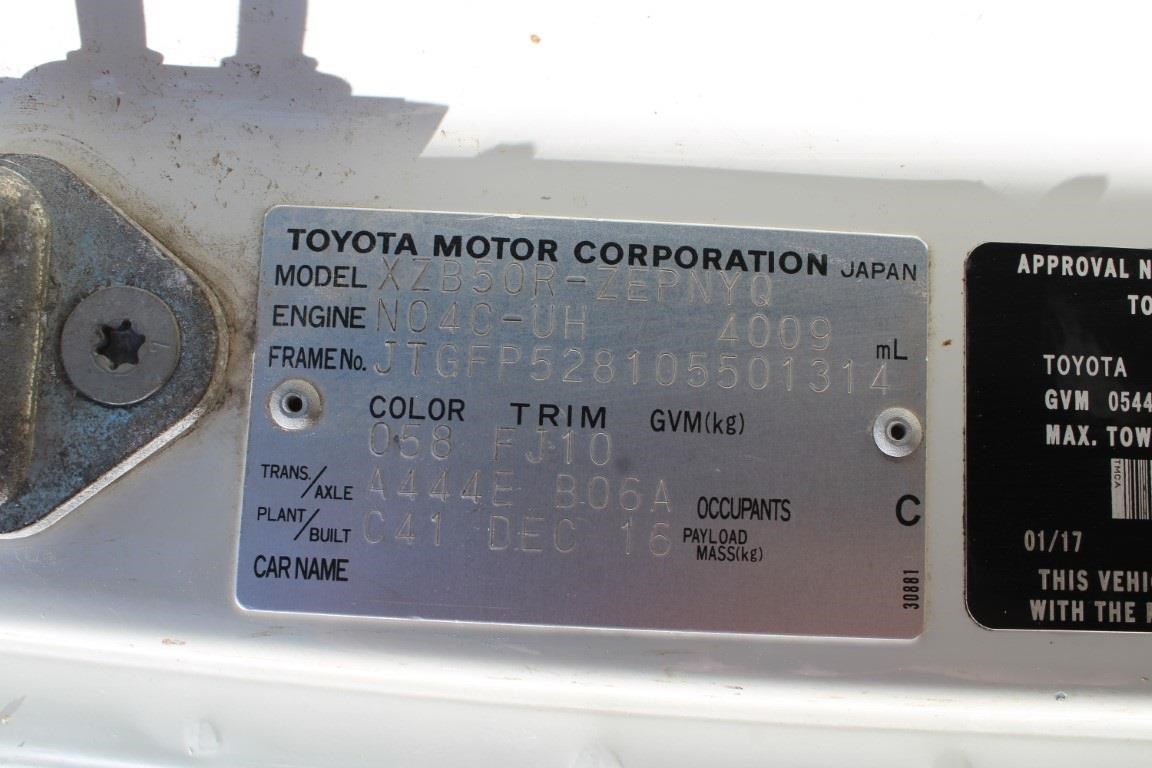 TOYOTA MOTOR CORPORATION JAPAN
MODEL XZB50R-ZEPNYQ
ENGINE N04C-UH 4009 mL
FRAME No. JTGFP528105501314
COLOR TRIM GVM(kg)
058 FJ10
TRANS./AXLE A444E B06A OCCUPANTS C
PLANT/BUILT C41 DEC 16 PAYLOAD MASS(kg)
CAR NAME
30881
APPROVAL N
TO
TOYOTA
GVM 0544
MAX. TOW
TMCA
01/17
THIS VEHI
WITH THE